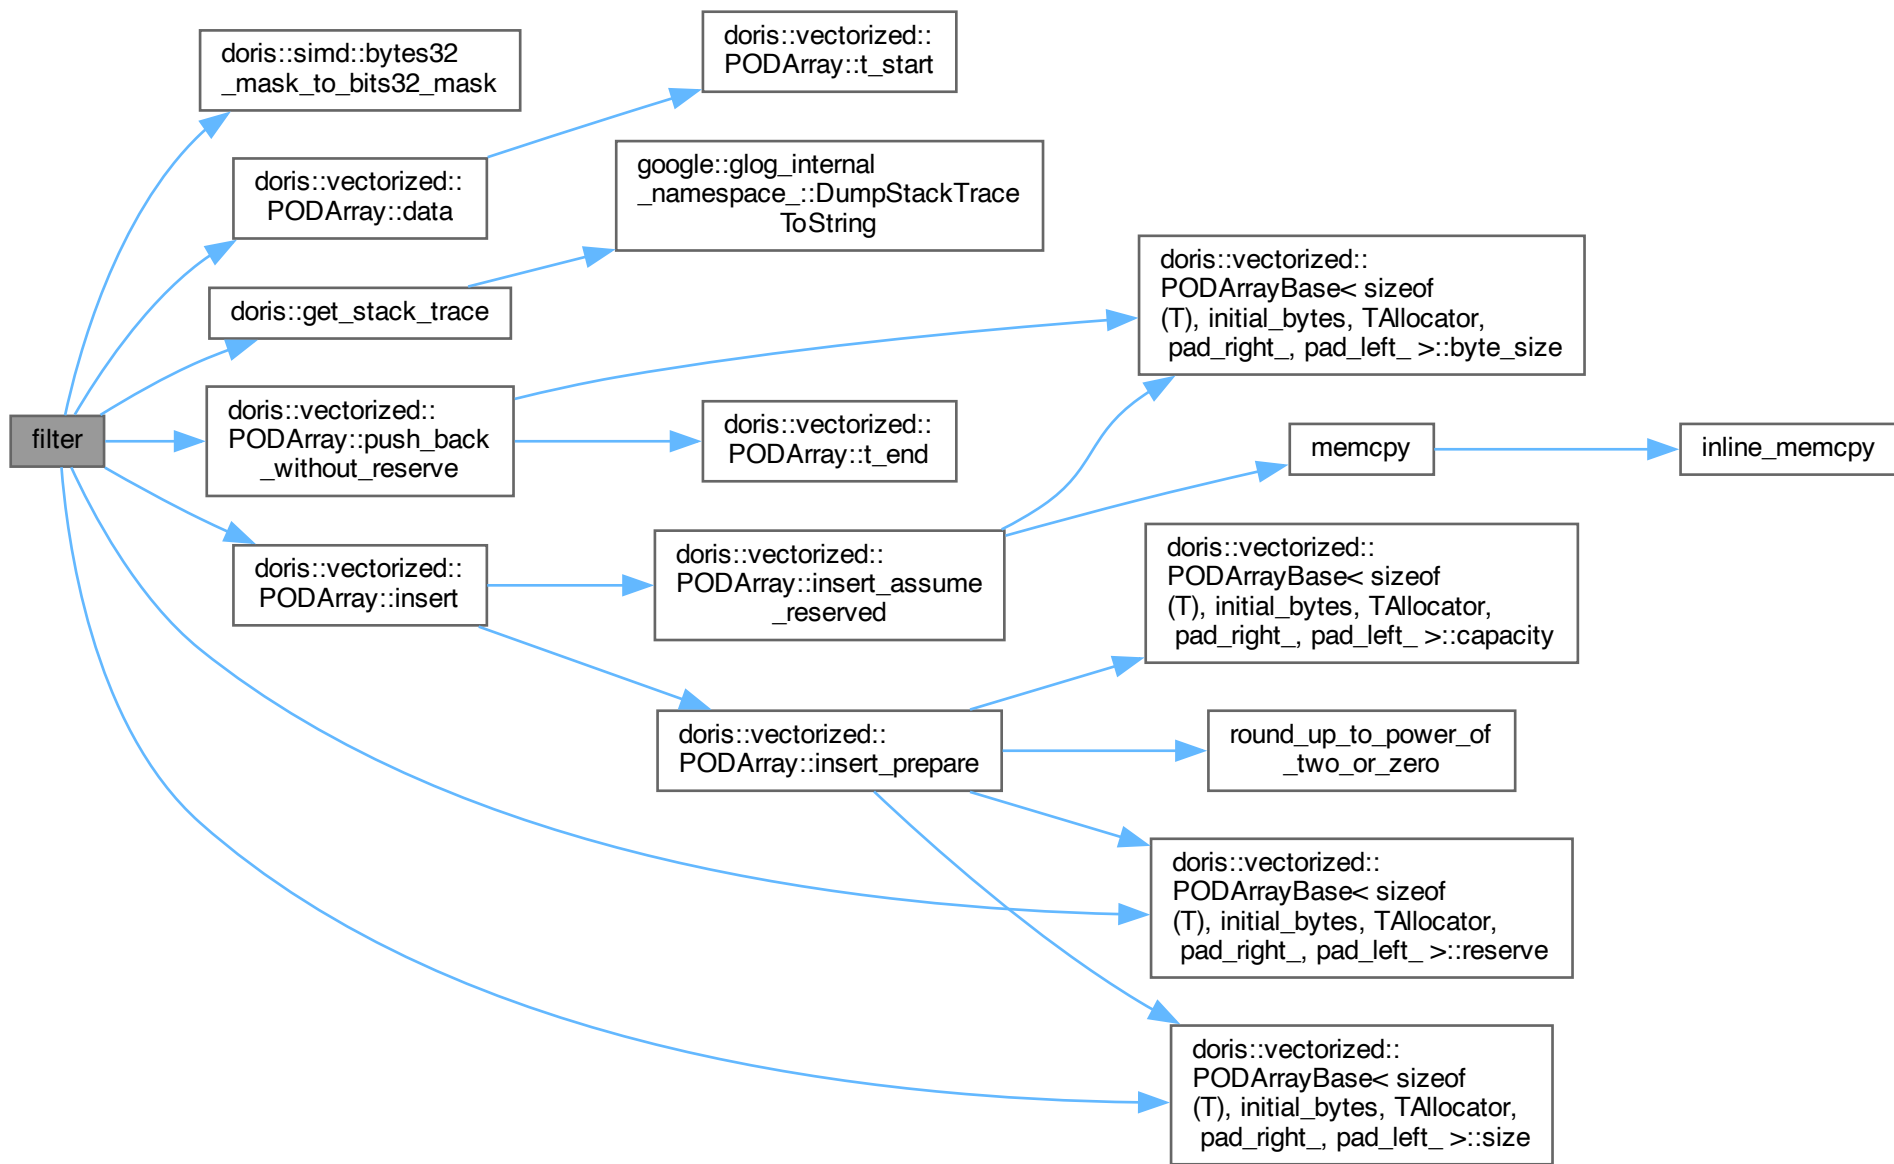 filter
doris::simd::bytes32
_mask_to_bits32_mask
doris::vectorized::
PODArray::data
doris::get_stack_trace
doris::vectorized::
PODArray::push_back
_without_reserve
doris::vectorized::
PODArray::insert
doris::vectorized::
PODArray::t_start
google::glog_internal
_namespace_::DumpStackTrace
ToString
doris::vectorized::
PODArray::t_end
doris::vectorized::
PODArray::insert_assume
_reserved
doris::vectorized::
PODArray::insert_prepare
doris::vectorized::
PODArrayBase< sizeof
(T), initial_bytes, TAllocator,
pad_right_, pad_left_ >::byte_size
memcpy
inline_memcpy
doris::vectorized::
PODArrayBase< sizeof
(T), initial_bytes, TAllocator,
pad_right_, pad_left_ >::capacity
round_up_to_power_of
_two_or_zero
doris::vectorized::
PODArrayBase< sizeof
(T), initial_bytes, TAllocator,
pad_right_, pad_left_ >::reserve
doris::vectorized::
PODArrayBase< sizeof
(T), initial_bytes, TAllocator,
pad_right_, pad_left_ >::size